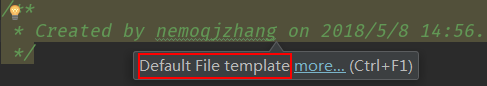 /**
* Created by nemoqjzhang on 2018/5/8 14:56.
*/
Default File template more... (Ctrl+F1)